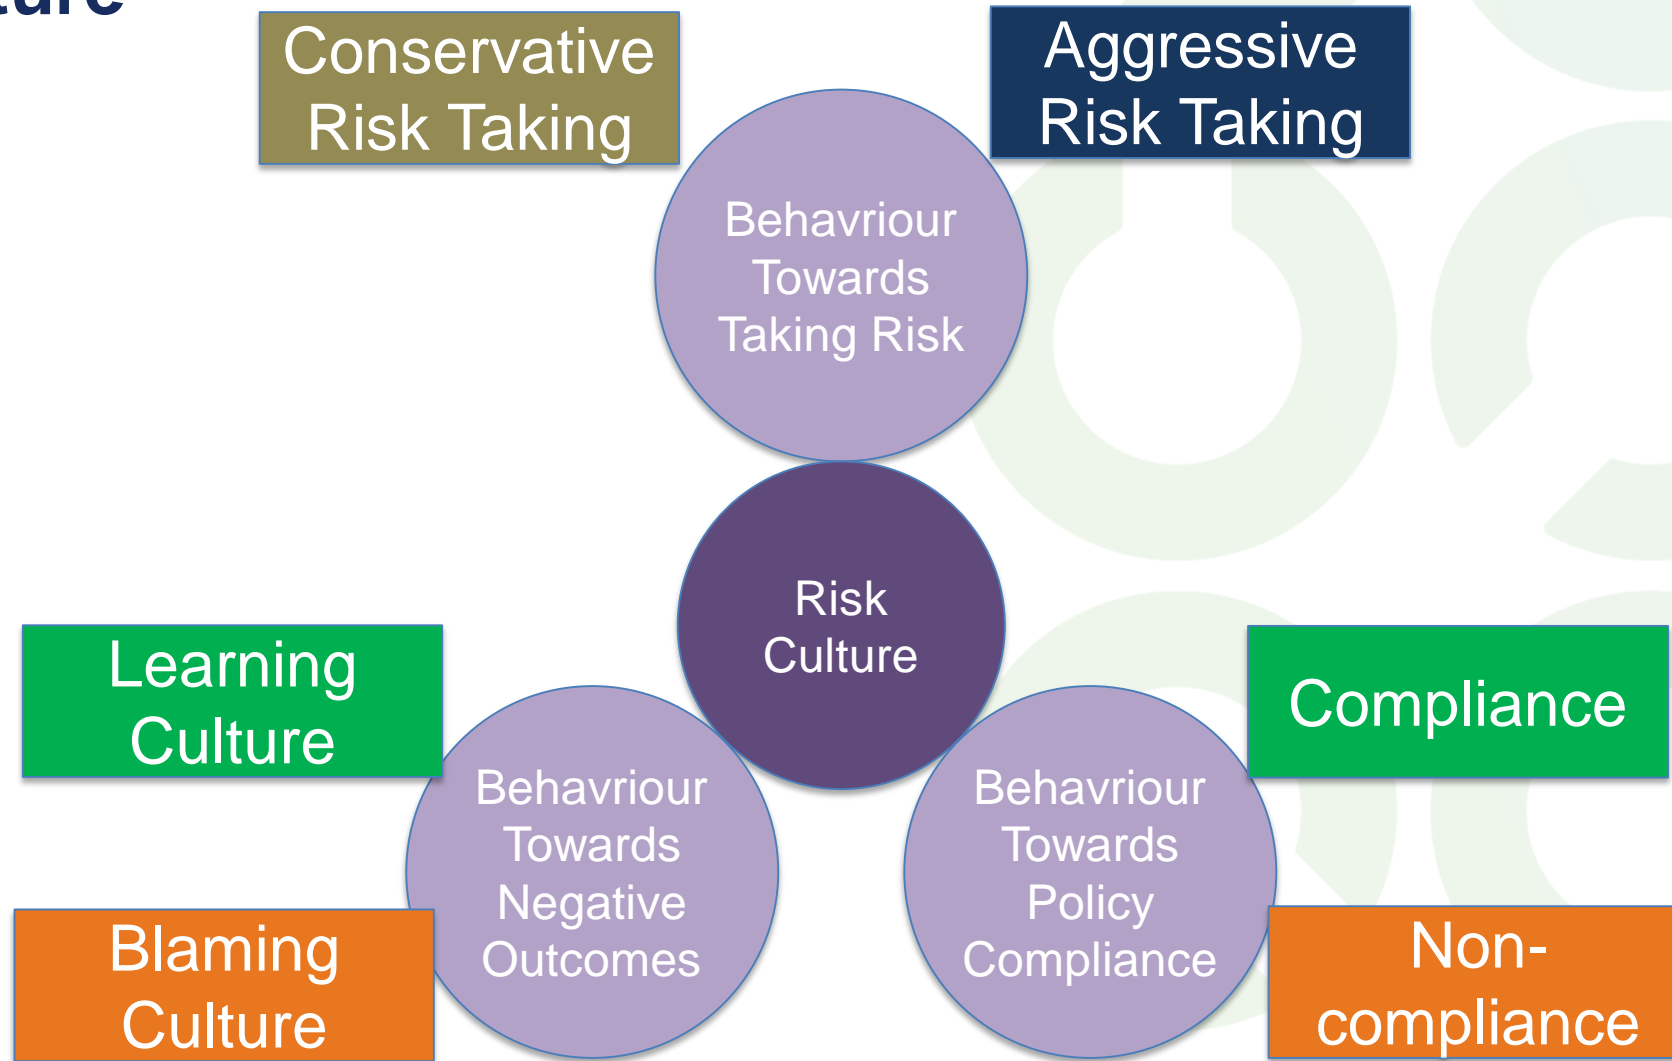 Conservative
Risk Taking
Aggressive
Risk Taking
Behavriour
Towards
Taking Risk
Risk
Culture
Learning
Culture
Compliance
Behavriour
Towards
Negative
Outcomes
Behavriour
Towards
Policy
Compliance
Blaming
Culture
Non-
compliance